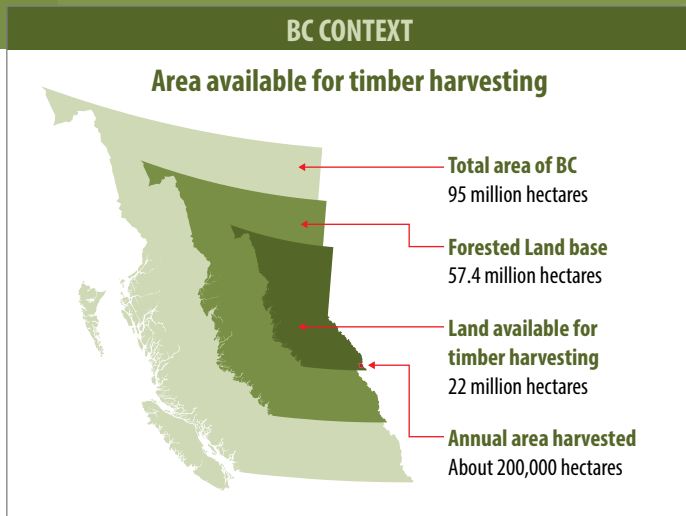 BC CONTEXT
Area available for timber harvesting
Total area of BC
95 million hectares
Forested Land base
57.4 million hectares
Land available for
timber harvesting
22 million hectares
Annual area harvested
About 200,000 hectares